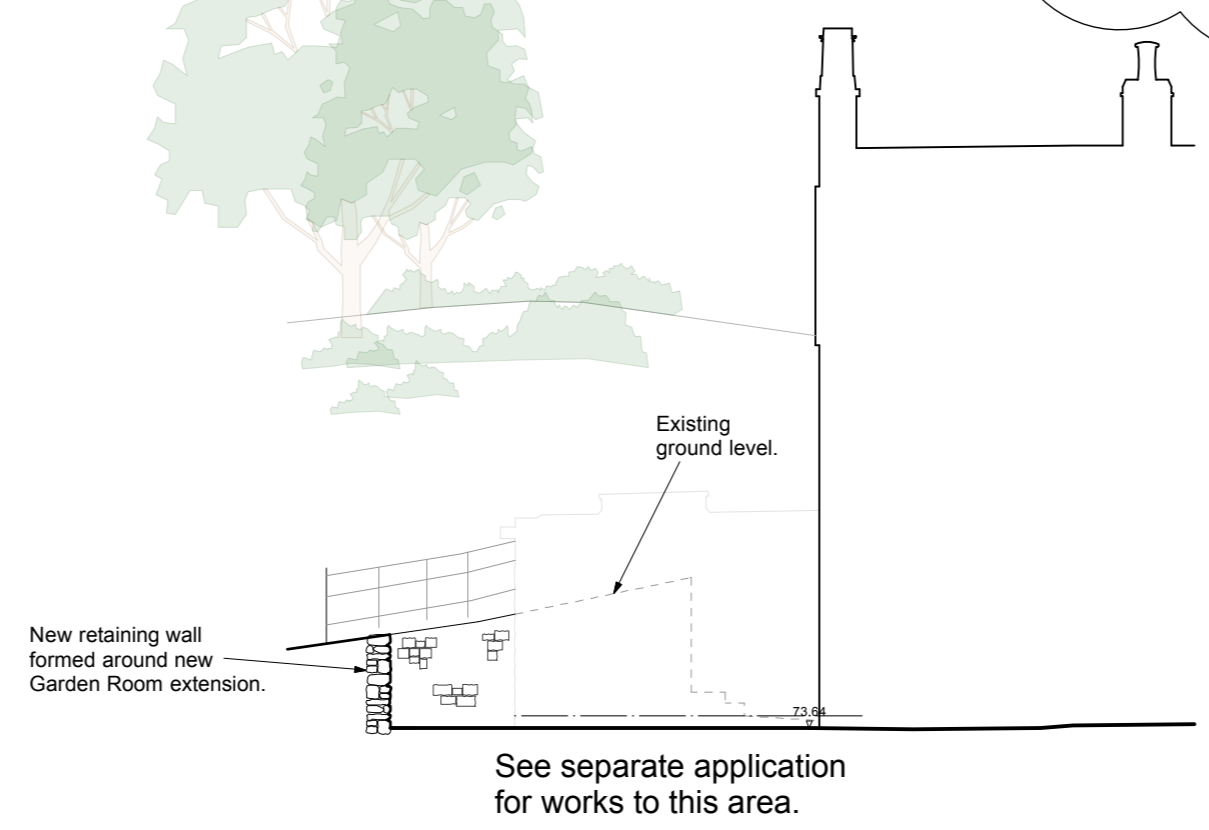 Existing
ground level.
New retaining wall
formed around new
Garden Room extension.
73.64
See separate application
for works to this area.